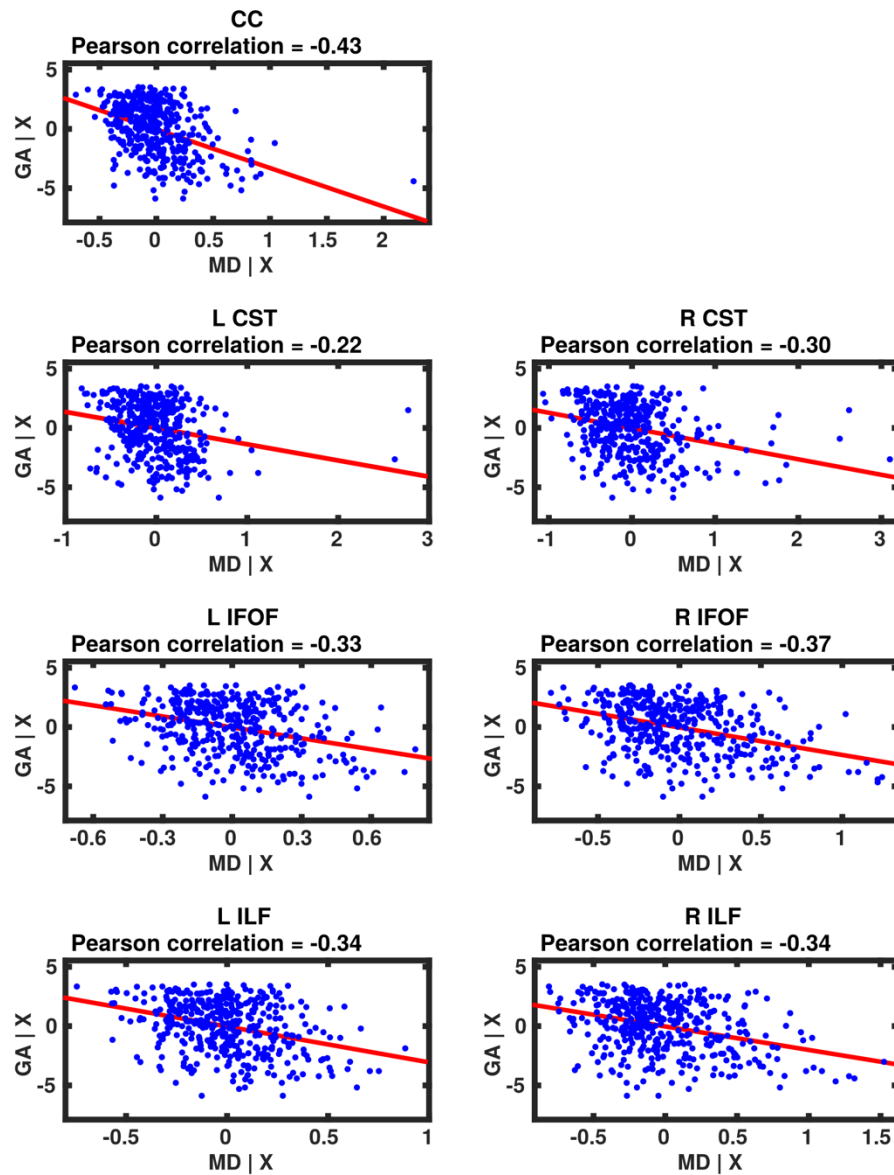 CC
Pearson correlation = -0.43
5
0
-5
GA | X
-0.5 0 0.5 1 1.5 2
MD | X
L CST
Pearson correlation = -0.22
5
0
-5
GA | X
-1 0 1 2 3
MD | X
R CST
Pearson correlation = -0.30
5
0
-5
GA | X
-1 0 1 2 3
MD | X
L IFOF
Pearson correlation = -0.33
5
0
-5
GA | X
-0.6 -0.3 0 0.3 0.6
MD | X
R IFOF
Pearson correlation = -0.37
5
0
-5
GA | X
-0.5 0 0.5 1
MD | X
L ILF
Pearson correlation = -0.34
5
0
-5
GA | X
-0.5 0 0.5 1
MD | X
R ILF
Pearson correlation = -0.34
5
0
-5
GA | X
-0.5 0 0.5 1 1.5
MD | X